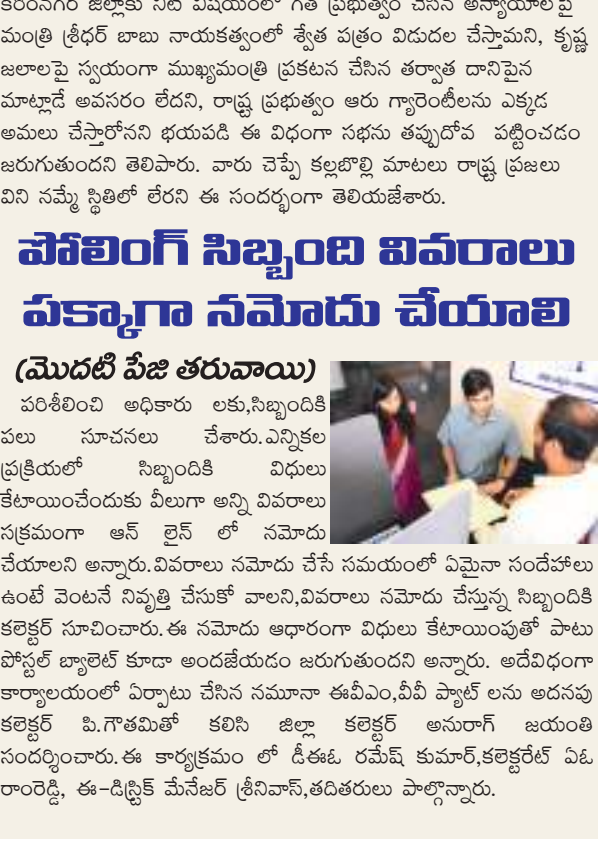 కరింనగర్ జిల్లాకు నీటి విషయంలో గత ప్రభుత్వం చేసిన అన్యాయాలపై
మంత్రి శ్రీధర్ బాబు నాయకత్వంలో శ్వేత పత్రం విడుదల చేస్తామని, కృష్ణ
జలాలపై స్వయంగా ముఖ్యమంత్రి ప్రకటన చేసిన తర్వాత దానిపైన
మాట్లాడే అవసరం లేదని, రాష్ట్ర ప్రభుత్వం ఆరు గ్యారెంటీలను ఎక్కడ
అమలు చేస్తారోనని భయపడి ఈ విధంగా సభను తప్పుదోవ పట్టించడం
జరుగుతుందని తెలిపారు. వారు చెప్పే కల్లబొల్లి మాటలు రాష్ట్ర ప్రజలు
విని నమ్మే స్థితిలో లేరని ఈ సందర్భంగా తెలియజేశారు.
పోలింగ్ సిబ్బంది వివరాలు
పక్కాగా నమోదు చేయాలి
(మొదటి పేజి తరువాయి)
పరిశీలించి అధికారు లకు,సిబ్బందికి
పలు సూచనలు చేశారు.ఎన్నికల
ప్రక్రియలో సిబ్బందికి విధులు
కేటాయించేందుకు వీలుగా అన్ని వివరాలు
సక్రమంగా ఆన్ లైన్ లో నమోదు
చేయాలని అన్నారు.వివరాలు నమోదు చేసే సమయంలో ఏమైనా సందేహాలు
ఉంటే వెంటనే నివృత్తి చేసుకో వాలని,వివరాలు నమోదు చేస్తున్న సిబ్బందికి
కలెక్టర్ సూచించారు.ఈ నమోదు ఆధారంగా విధులు కేటాయింపుతో పాటు
పోస్టల్ బ్యాలెట్ కూడా అందజేయడం జరుగుతుందని అన్నారు. అదేవిధంగా
కార్యాలయంలో ఏర్పాటు చేసిన నమూనా ఈవీఎం,వీవీ ప్యాట్ లను అదనపు
కలెక్టర్ పి.గౌతమితో కలిసి జిల్లా కలెక్టర్ అనురాగ్ జయంతి
సందర్శించారు.ఈ కార్యక్రమం లో డీఈఓ రమేష్ కుమార్,కలెక్టరేట్ ఏఓ
రాంరెడ్డి, ఈ-డిస్ట్రిక్ మేనేజర్ శ్రీనివాస్,తదితరులు పాల్గొన్నారు.